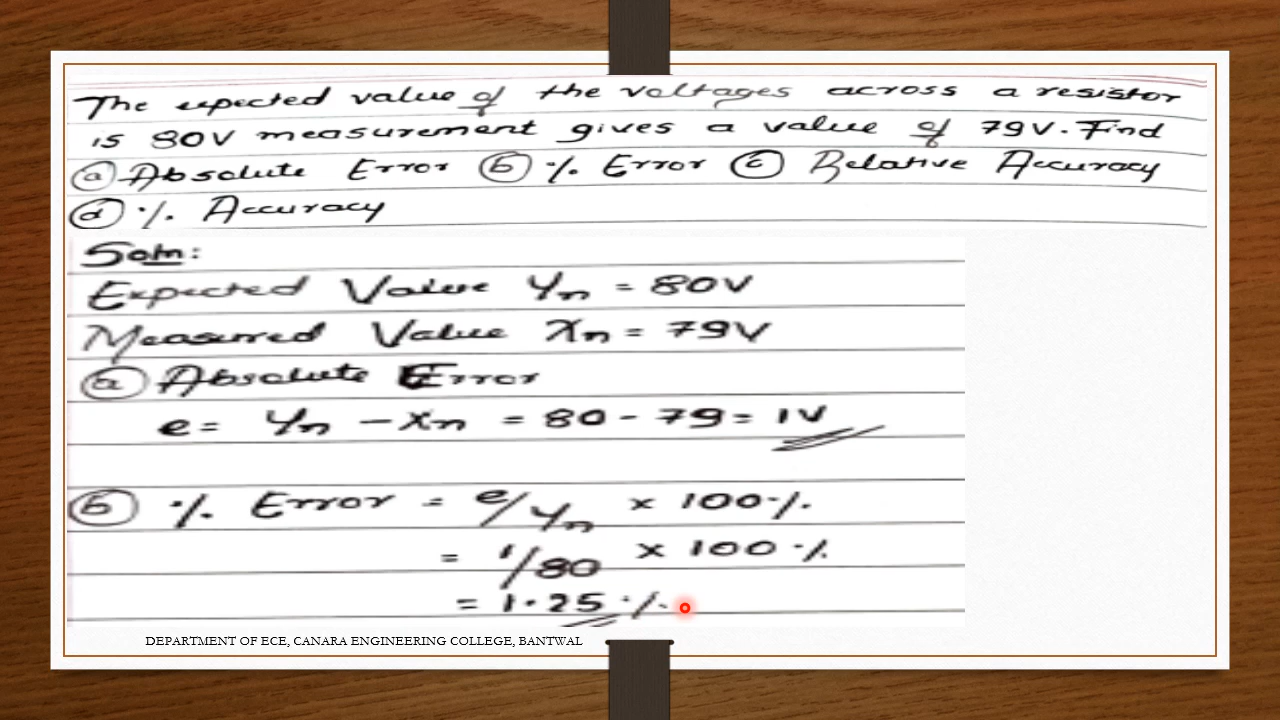 The expected value of the voltages across a resistor
is 80V measurement gives a value of 79V. Find
(a) Absolute Error (b) % Error (c) Relative Accuracy
(d) % Accuracy
Soln:
Expected Value Yn = 80V
Measured Value Xn = 79V
(a) Absolute Error
e = Yn - Xn = 80 - 79 = 1V
(b) % Error = e/Yn x 100 %
= 1/80 x 100 %
= 1.25 %
DEPARTMENT OF ECE, CANARA ENGINEERING COLLEGE, BANTWAL